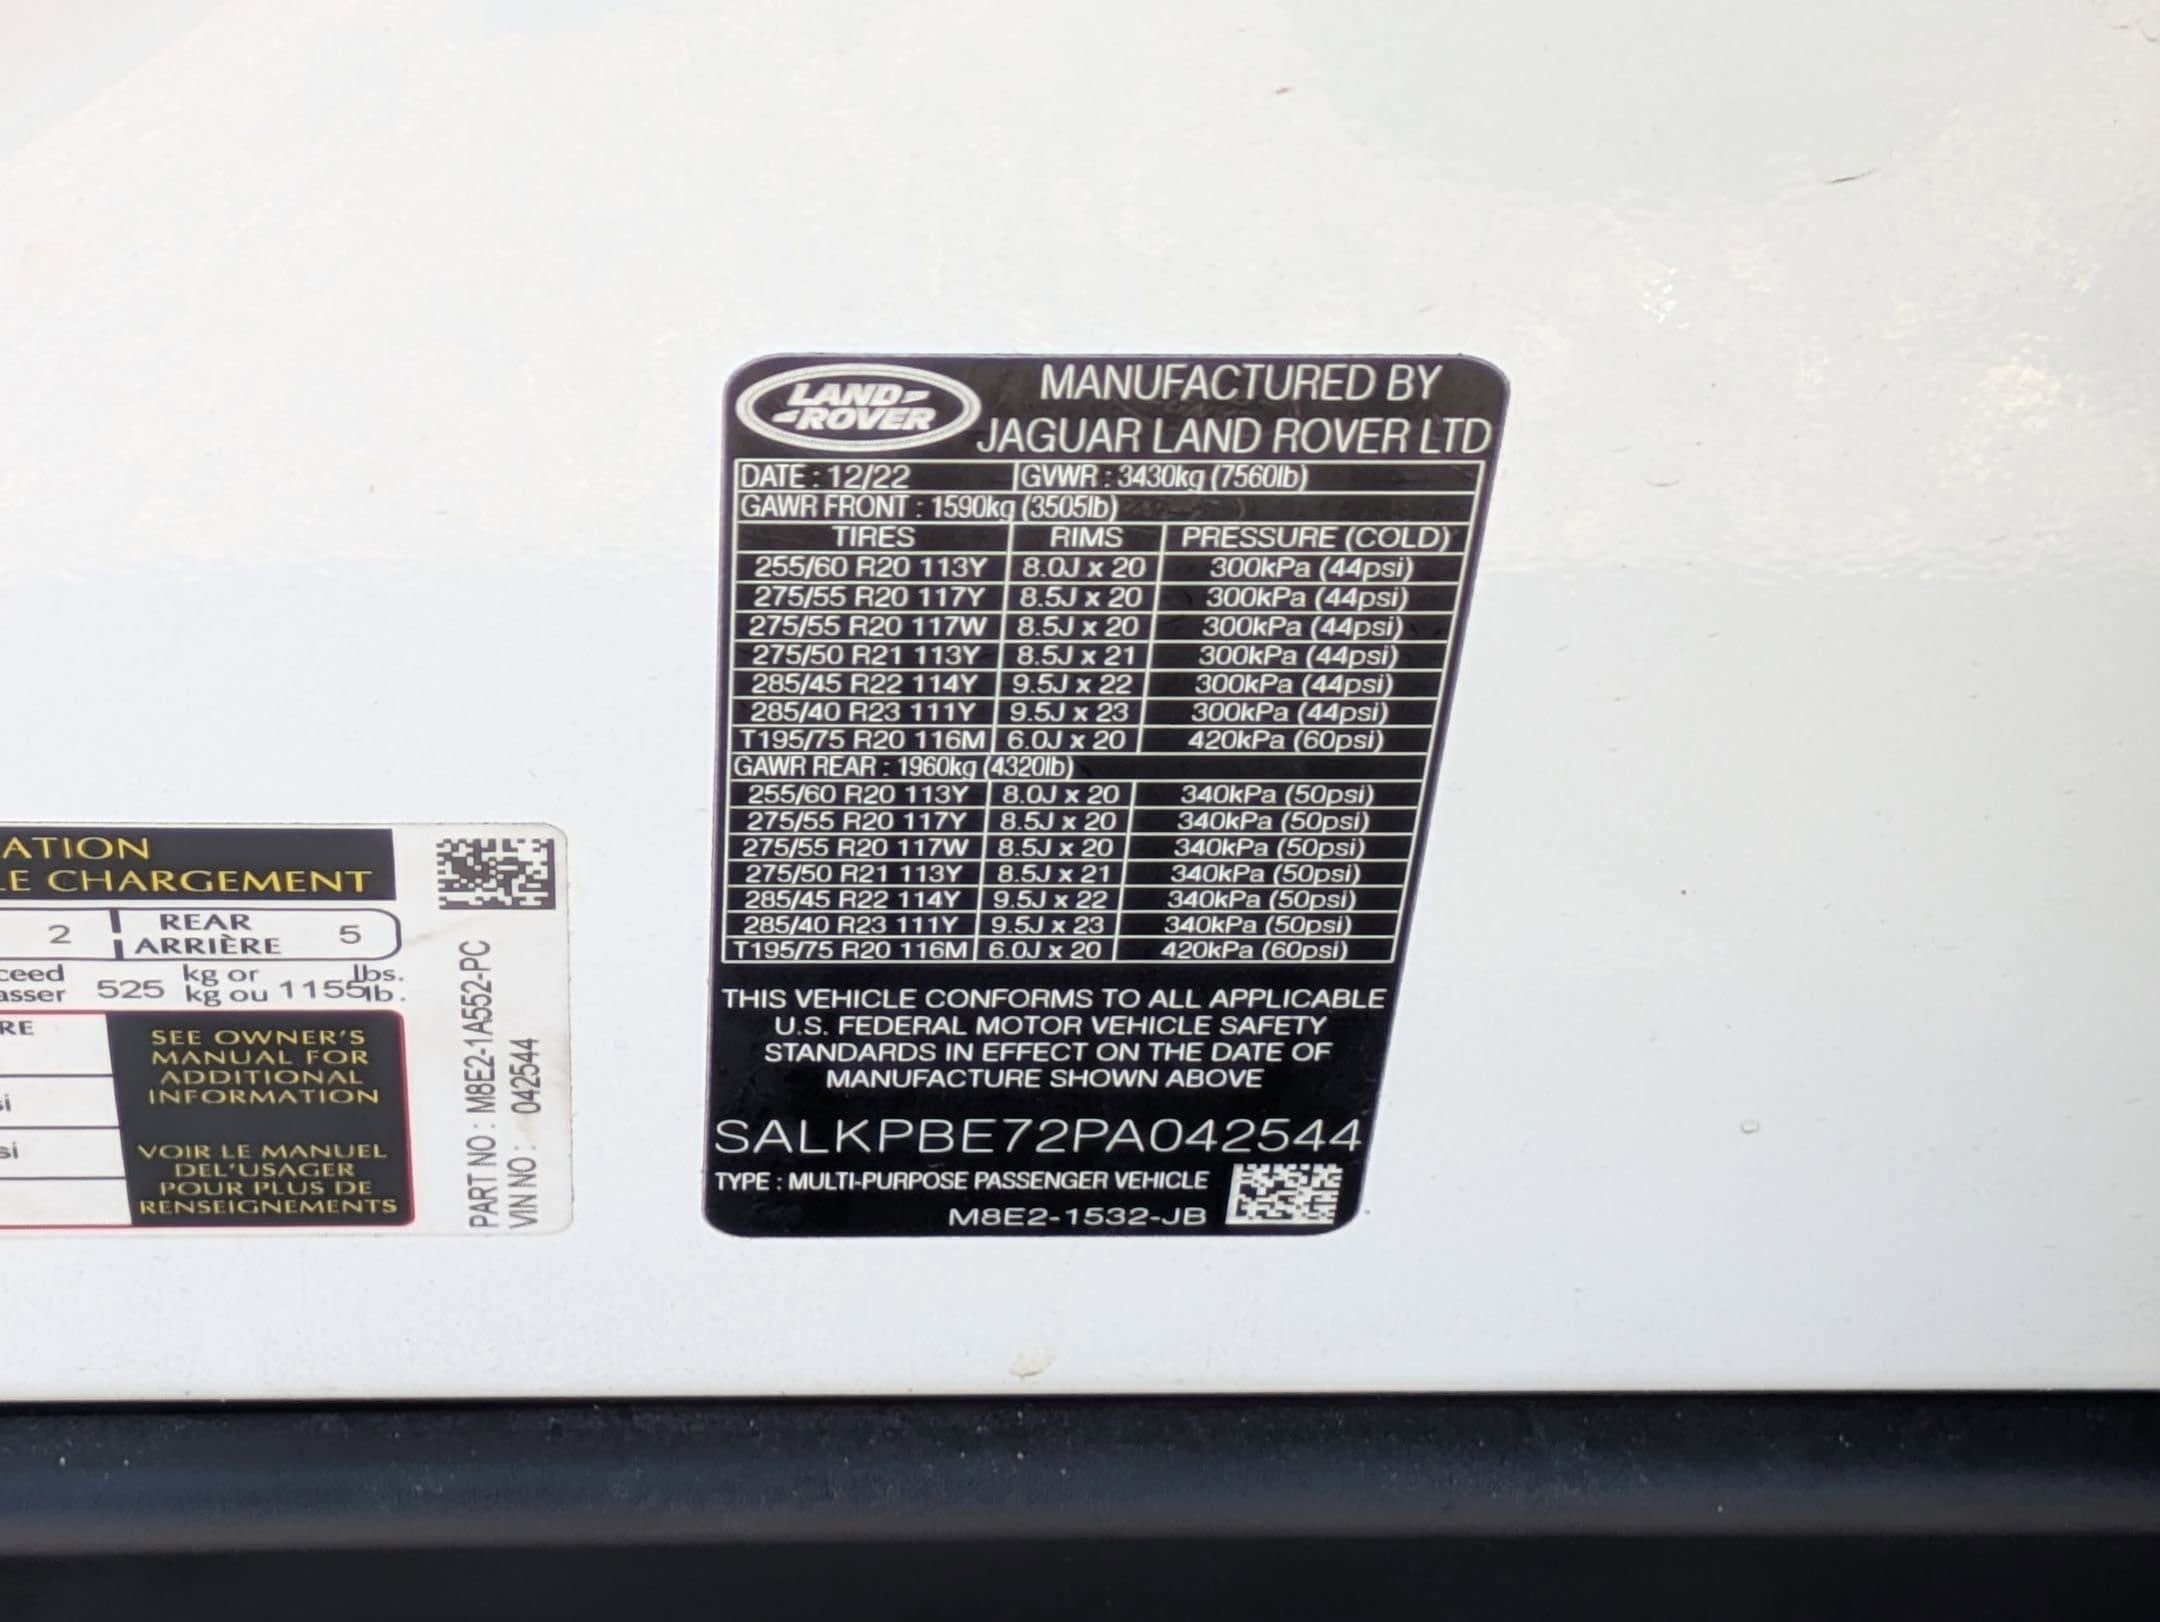 ATION
LE CHARGEMENT
2 REAR
ARRIÈRE 5
ceed
asser 525 kg or
kg ou 1155 lbs.
lb.
RE
SEE OWNER'S
MANUAL FOR
ADDITIONAL
INFORMATION
si
si
VOIR LE MANUEL
DEL'USAGER
POUR PLUS DE
RENSEIGNEMENTS
PART NO : M8E2-1A552-PC
VIN NO : 042544
LAND
ROVER
MANUFACTURED BY
JAGUAR LAND ROVER LTD
DATE : 12/22 GVWR : 3430kg (7560lb)
GAWR FRONT : 1590kg (3505lb)
TIRES RIMS PRESSURE (COLD)
255/60 R20 113Y 8.0J x 20 300kPa (44psi)
275/55 R20 117Y 8.5J x 20 300kPa (44psi)
275/55 R20 117W 8.5J x 20 300kPa (44psi)
275/50 R21 113Y 8.5J x 21 300kPa (44psi)
285/45 R22 114Y 9.5J x 22 300kPa (44psi)
285/40 R23 111Y 9.5J x 23 300kPa (44psi)
T195/75 R20 116M 6.0J x 20 420kPa (60psi)
GAWR REAR : 1960kg (4320lb)
255/60 R20 113Y 8.0J x 20 340kPa (50psi)
275/55 R20 117Y 8.5J x 20 340kPa (50psi)
275/55 R20 117W 8.5J x 20 340kPa (50psi)
275/50 R21 113Y 8.5J x 21 340kPa (50psi)
285/45 R22 114Y 9.5J x 22 340kPa (50psi)
285/40 R23 111Y 9.5J x 23 340kPa (50psi)
T195/75 R20 116M 6.0J x 20 420kPa (60psi)
THIS VEHICLE CONFORMS TO ALL APPLICABLE
U.S. FEDERAL MOTOR VEHICLE SAFETY
STANDARDS IN EFFECT ON THE DATE OF
MANUFACTURE SHOWN ABOVE
SALKPBE72PA042544
TYPE : MULTI-PURPOSE PASSENGER VEHICLE
M8E2-1532-JB